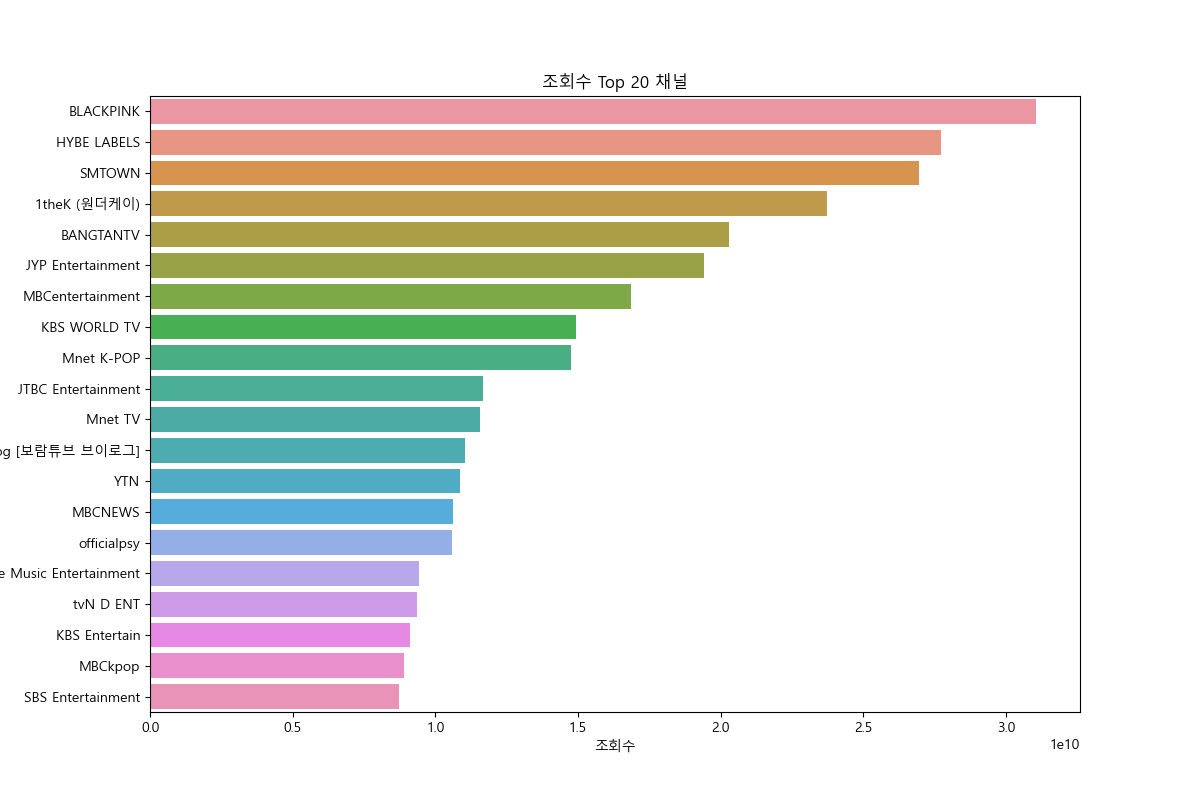 조회수 Top 20 채널
BLACKPINK
HYBE LABELS
SMTOWN
1theK (원더케이)
BANGTANTV
JYP Entertainment
MBCentertainment
KBS WORLD TV
Mnet K-POP
JTBC Entertainment
Mnet TV
[보람튜브 브이로그]
YTN
MBCNEWS
officialpsy
Music Entertainment
tvN D ENT
KBS Entertain
MBCkpop
SBS Entertainment
0.0 0.5 1.0 1.5 2.0 2.5 3.0
조회수
1e10